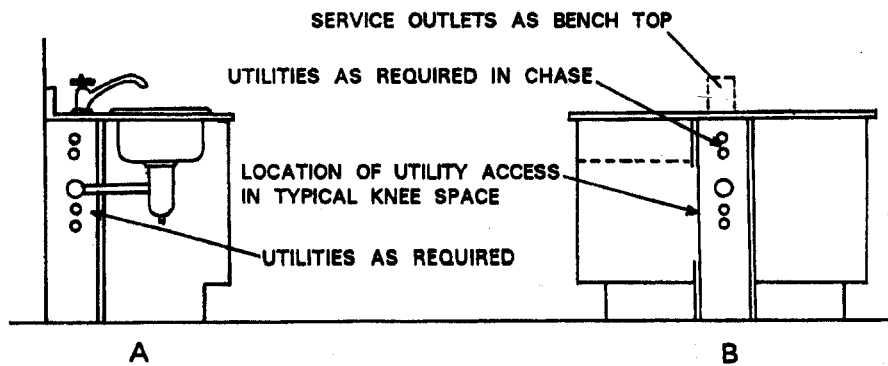 SERVICE OUTLETS AS BENCH TOP
UTILITIES AS REQUIRED IN CHASE
LOCATION OF UTILITY ACCESS
IN TYPICAL KNEE SPACE
UTILITIES AS REQUIRED
A
B